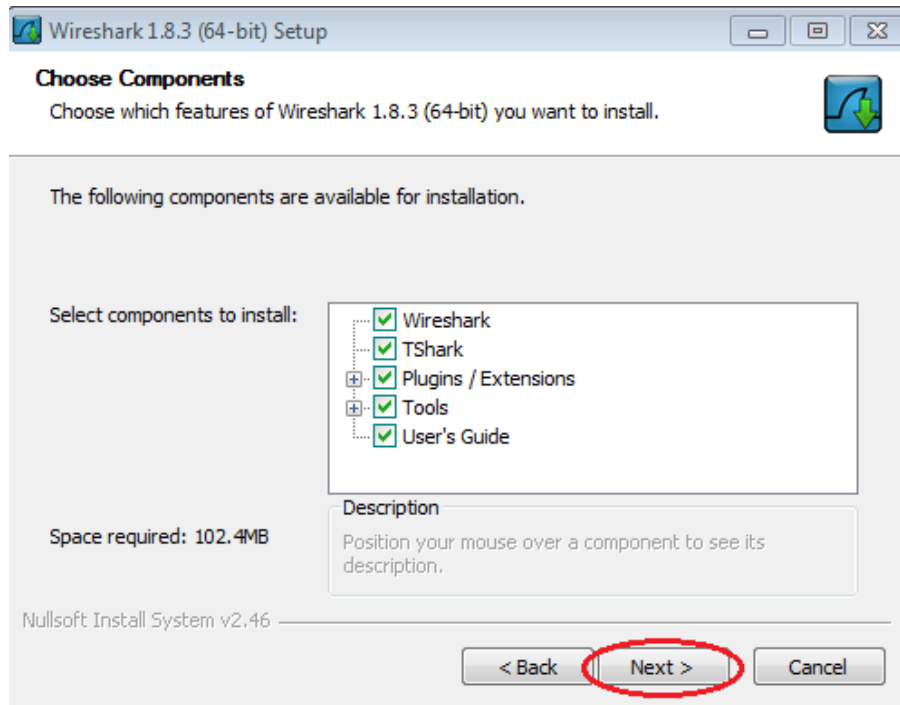 Wireshark 1.8.3 (64-bit) Setup
Choose Components
Choose which features of Wireshark 1.8.3 (64-bit) you want to install.
The following components are available for installation.
Select components to install:
Wireshark
TShark
Plugins / Extensions
Tools
User's Guide
Space required: 102.4MB
Description
Position your mouse over a component to see its
description.
Nullsoft Install System v2.46
< Back
Next >
Cancel